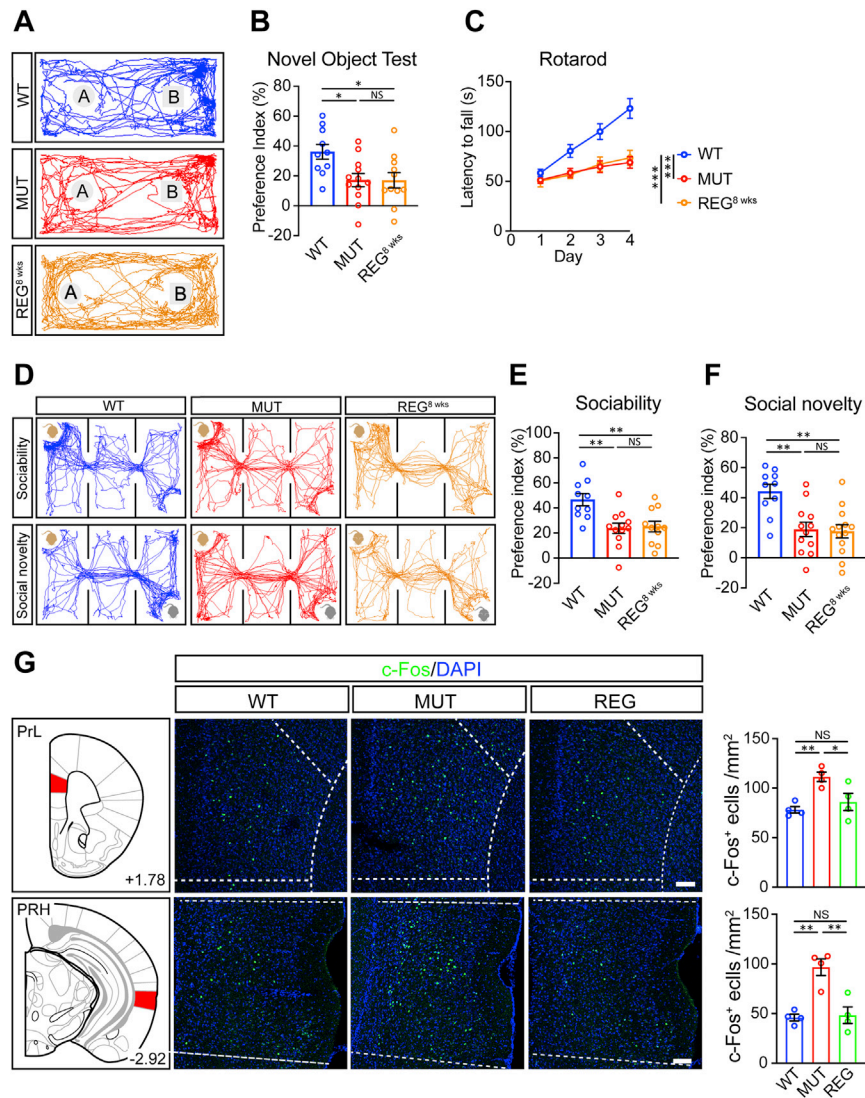 A
WT
A
B
MUT
A
B
REG8 wks
A
B
B
Novel Object Test
Preference Index (%)
80
60
40
20
0
20
*
*
NS
WT
MUT
REG8 wks
C
Rotarod
Latency to fall (s)
150
100
50
0
0
1
2
3
4
Day
WT
MUT
REG8 wks
***
***
D
WT
MUT
REG8 wks
Sociability
Social novelty
E
Sociability
Preference index (%)
100
80
60
40
20
0
-20
**
**
NS
WT
MUT
REG8 wks
F
Social novelty
Preference index (%)
80
60
40
20
0
-20
**
**
NS
WT
MUT
REG8 wks
G
c-Fos/DAPI
WT
MUT
REG
PrL
+1.78
PRH
-2.92
c-Fos+ eclls /mm2
150
100
50
0
NS
**
*
c-Fos+ eclls /mm2
150
100
50
0
NS
**
**
WT
MUT
REG